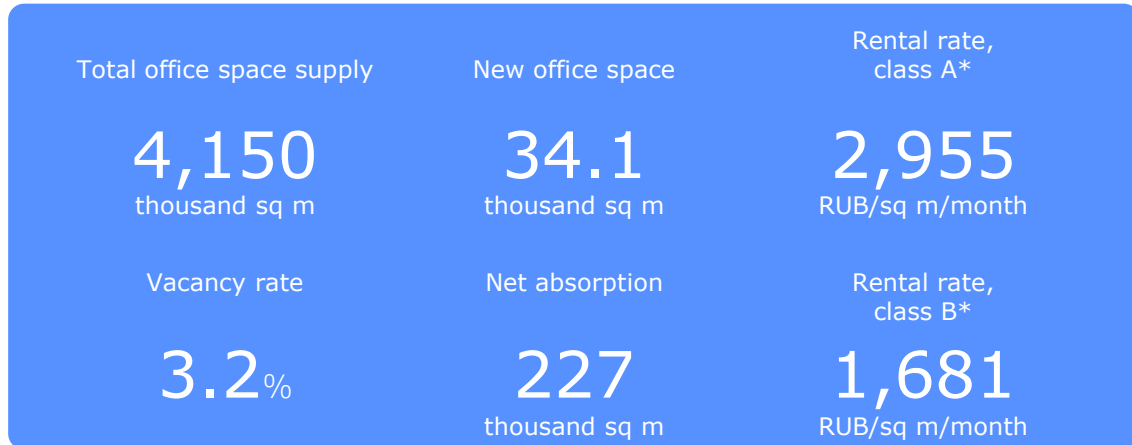 Total office space supply
4,150
thousand sq m
New office space
34.1
thousand sq m
Rental rate,
class A*
2,955
RUB/sq m/month
Vacancy rate
3.2%
Net absorption
227
thousand sq m
Rental rate,
class B*
1,681
RUB/sq m/month